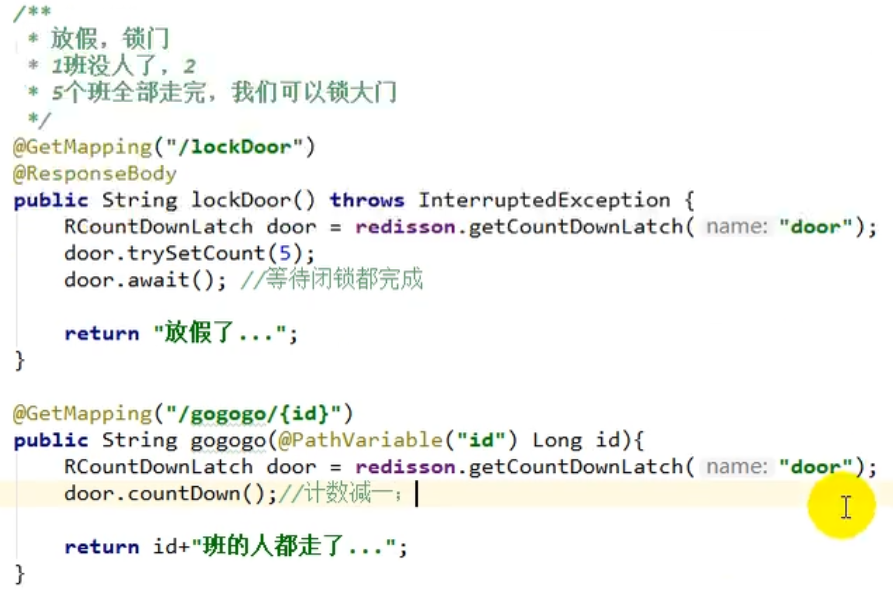 /**
 * 放假，锁门
 * 1班没人了，2
 * 5个班全部走完，我们可以锁大门
 */
@GetMapping("/lockDoor")
@ResponseBody
public String lockDoor() throws InterruptedException {
    RCountDownLatch door = redisson.getCountDownLatch( name: "door");
    door.trySetCount(5);
    door.await(); //等待闭锁都完成
    return "放假了...";
}
@GetMapping("/gogogo/{id}")
public String gogogo(@PathVariable("id") Long id){
    RCountDownLatch door = redisson.getCountDownLatch( name: "door");
    door.countDown();//计数减一；
    return id+"班的人都走了...";
}